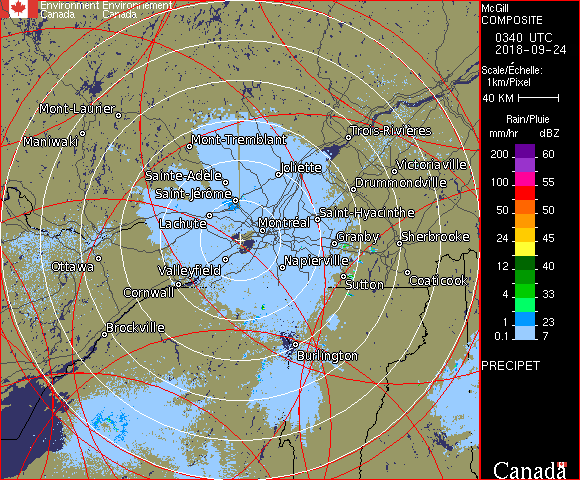 Environment Environnement
Canada Canada
Mont-Laurier
Maniwaki
Mont-Tremblant
Trois-Rivières
Sainte-Adèle
Joliette
Victoriaville
Saint-Jérôme
Drummondville
Lachute
Montréal
Saint-Hyacinthe
Granby
Sherbrooke
Ottawa
Valleyfield
Napierville
Cornwall
Sutton
Coaticook
Brockville
Burlington
McGill
COMPOSITE
0340 UTC
2018-09-24
Scale/Échelle:
1km/Pixel
40 KM
Rain/Pluie
mm/hr dBZ
200 60
55
100 55
50 50
24 45
12 40
4 33
1 23
0.1 7
PRECIPET
Canada